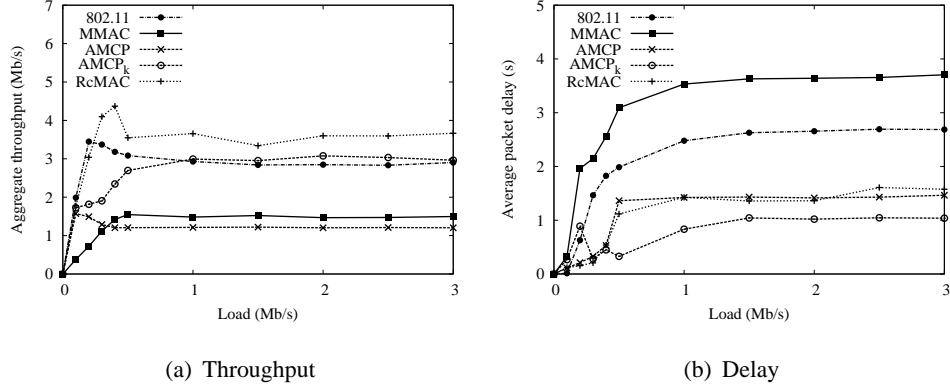 Aggregate throughput (Mb/s)
7
6
5
4
3
2
1
0
802.11
MMAC
AMCP
AMCPk
RcMAC
0
1
2
3
Load (Mb/s)
(a) Throughput
Average packet delay (s)
5
4
3
2
1
0
802.11
MMAC
AMCP
AMCPk
RcMAC
0
1
2
3
Load (Mb/s)
(b) Delay